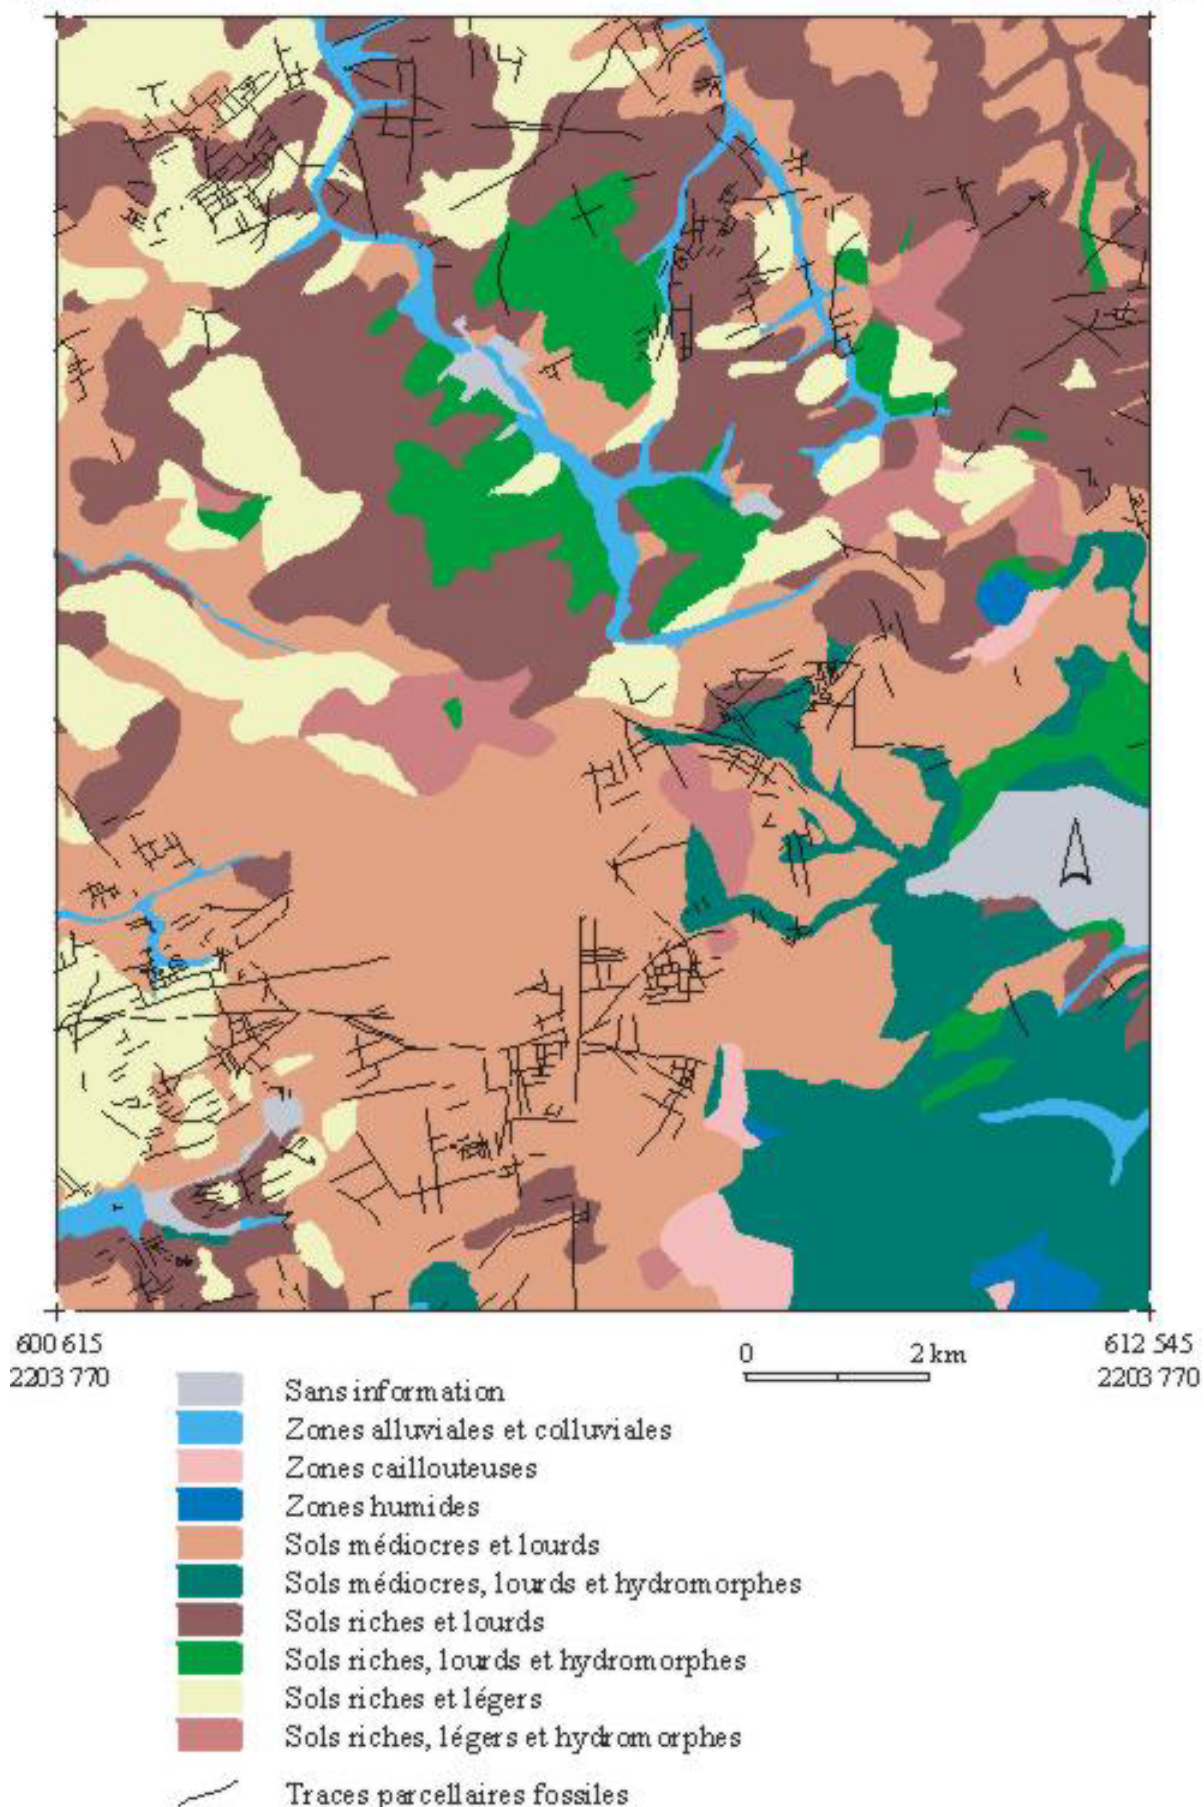 600 615
2203 770
0 2 km
612 545
2203 770
Sans information
Zones alluviales et colluviales
Zones caillouteuses
Zones humides
Sols médiocres et lourds
Sols médiocres, lourds et hydromorphes
Sols riches et lourds
Sols riches, lourds et hydromorphes
Sols riches et légers
Sols riches, légers et hydromorphes
Traces parcellaires fossiles